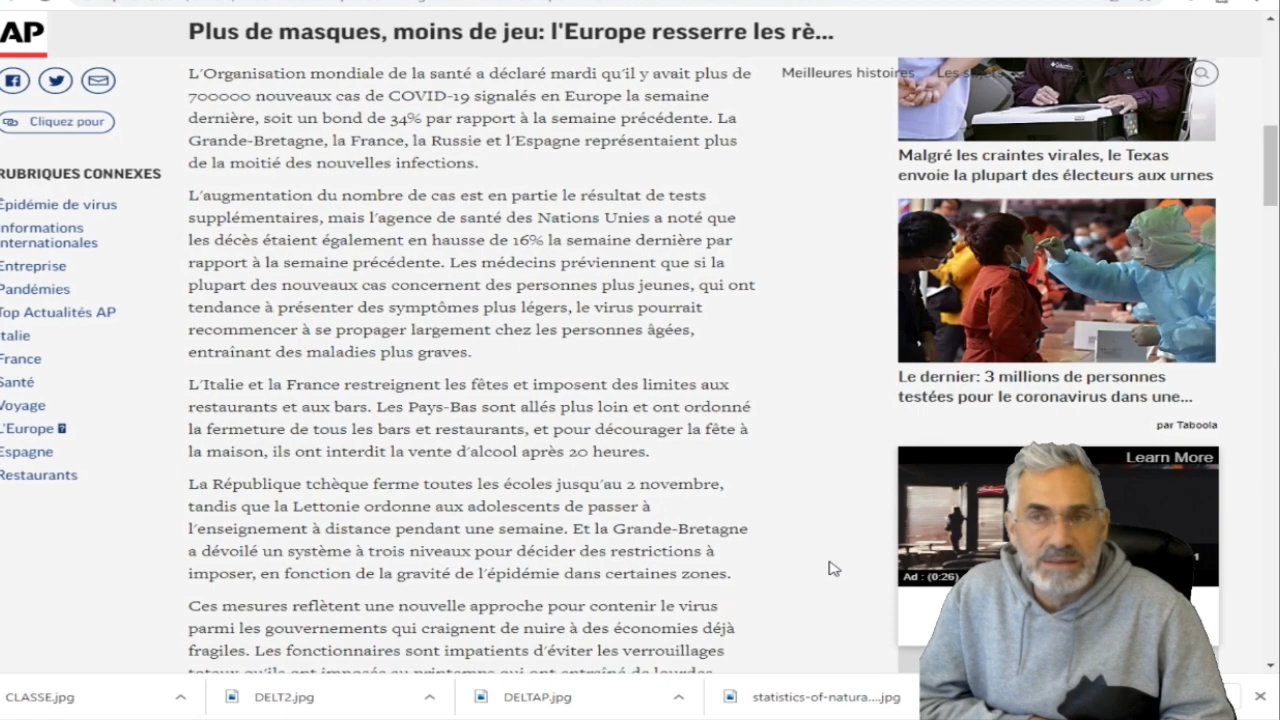 AP
Plus de masques, moins de jeu: l'Europe resserre les rè...
Meilleures histoires
Cliquez pour
RUBRIQUES CONNEXES
Épidémie de virus
Informations
internationales
Entreprise
Pandémies
Top Actualités AP
Italie
France
Santé
Voyage
L'Europe
Espagne
Restaurants
L'Organisation mondiale de la santé a déclaré mardi qu'il y avait plus de
700000 nouveaux cas de COVID-19 signalés en Europe la semaine
dernière, soit un bond de 34% par rapport à la semaine précédente. La
Grande-Bretagne, la France, la Russie et l'Espagne représentaient plus
de la moitié des nouvelles infections.
L'augmentation du nombre de cas est en partie le résultat de tests
supplémentaires, mais l'agence de santé des Nations Unies a noté que
les décès étaient également en hausse de 16% la semaine dernière par
rapport à la semaine précédente. Les médecins préviennent que si la
plupart des nouveaux cas concernent des personnes plus jeunes, qui ont
tendance à présenter des symptômes plus légers, le virus pourrait
recommencer à se propager largement chez les personnes âgées,
entraînant des maladies plus graves.
L'Italie et la France restreignent les fêtes et imposent des limites aux
restaurants et aux bars. Les Pays-Bas sont allés plus loin et ont ordonné
la fermeture de tous les bars et restaurants, et pour décourager la fête à
la maison, ils ont interdit la vente d'alcool après 20 heures.
La République tchèque ferme toutes les écoles jusqu'au 2 novembre,
tandis que la Lettonie ordonne aux adolescents de passer à
l'enseignement à distance pendant une semaine. Et la Grande-Bretagne
a dévoilé un système à trois niveaux pour décider des restrictions à
imposer, en fonction de la gravité de l'épidémie dans certaines zones.
Ces mesures reflètent une nouvelle approche pour contenir le virus
parmi les gouvernements qui craignent de nuire à des économies déjà
fragiles. Les fonctionnaires sont impatients d'éviter les verrouillages
Malgré les craintes virales, le Texas
envoie la plupart des électeurs aux urnes
Le dernier: 3 millions de personnes
testées pour le coronavirus dans une...
par Taboola
Learn More
Ad : (0:26)
CLASSE.jpg
DELT2.jpg
DELTAP.jpg
statistics-of-natura....jpg